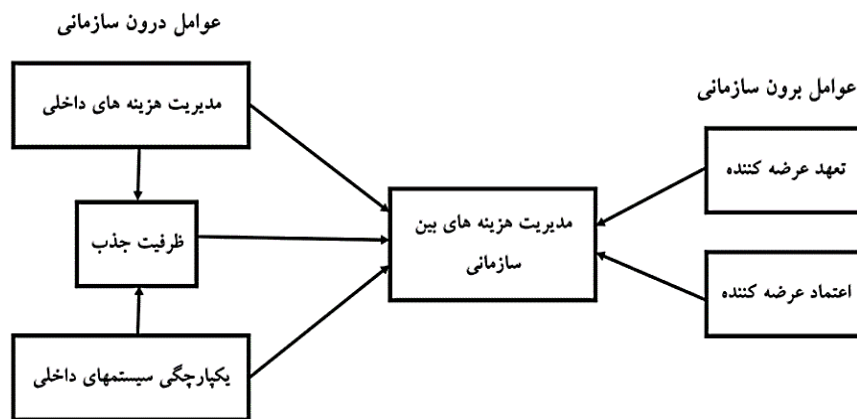 عوامل درون سازمانی
مدیریت هزینه های داخلی
ظرفیت جذب
یکپارچگی سیستمهای داخلی
مدیریت هزینه های بین
سازمانی
عوامل برون سازمانی
تعهد عرضه کننده
اعتماد عرضه کننده